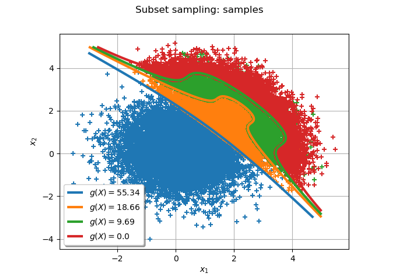 Subset sampling: samples
x2
4
2
0
−2
−4
g(X) = 55.34
g(X) = 18.66
g(X) = 9.69
g(X) = 0.0
−2
0
2
4
x1